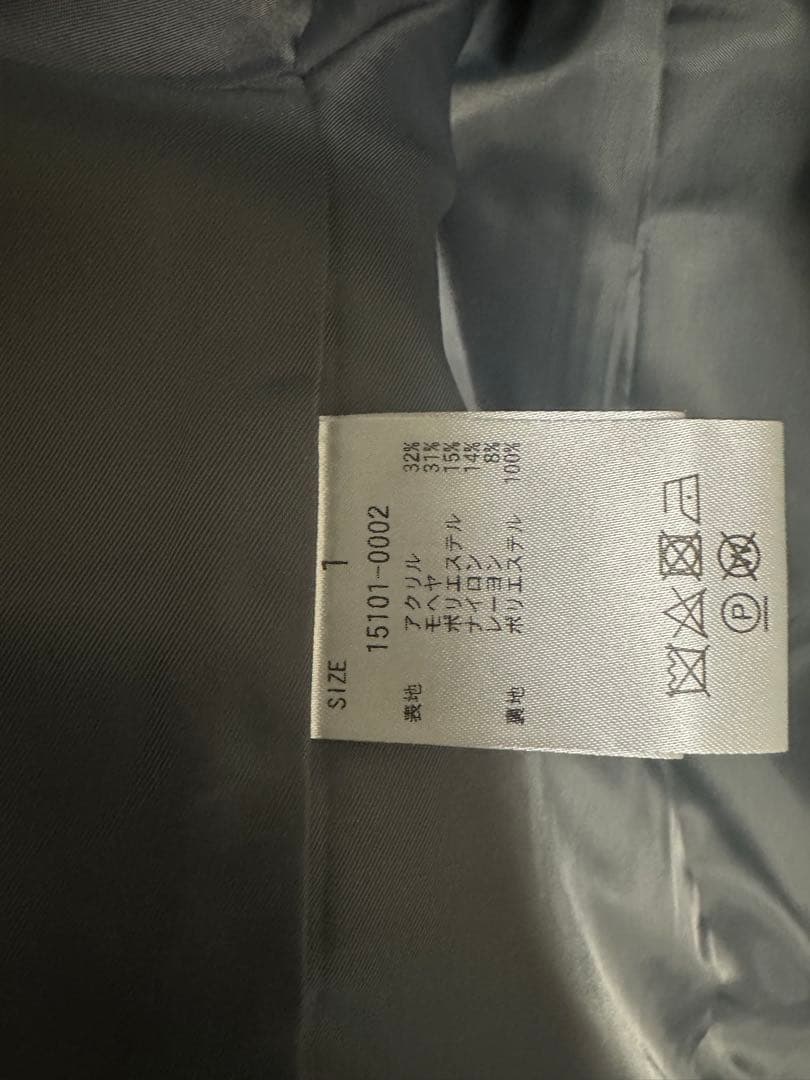 SIZE 1
15101-0002
表地 アクリル 32%
モヘヤ 31%
ポリエステル 15%
ナイロン 14%
レーヨン 8%
裏地 ポリエステル 100%
P W